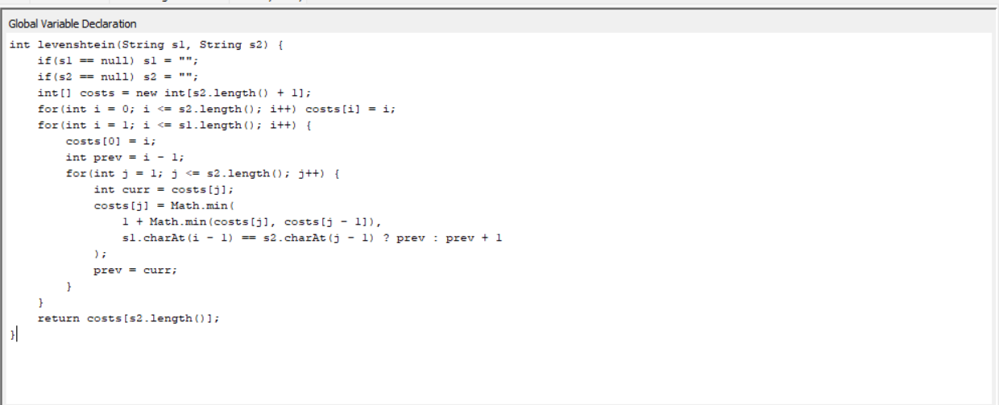 Global Variable Declaration
int levenshtein(String s1, String s2) {
    if(s1 == null) s1 = "";
    if(s2 == null) s2 = "";
    int[] costs = new int[s2.length() + 1];
    for(int i = 0; i <= s2.length(); i++) costs[i] = i;
    for(int i = 1; i <= s1.length(); i++) {
        costs[0] = i;
        int prev = i - 1;
        for(int j = 1; j <= s2.length(); j++) {
            int curr = costs[j];
            costs[j] = Math.min(
                1 + Math.min(costs[j], costs[j - 1]),
                s1.charAt(i - 1) == s2.charAt(j - 1) ? prev : prev + 1
            );
            prev = curr;
        }
    }
    return costs[s2.length()];
}